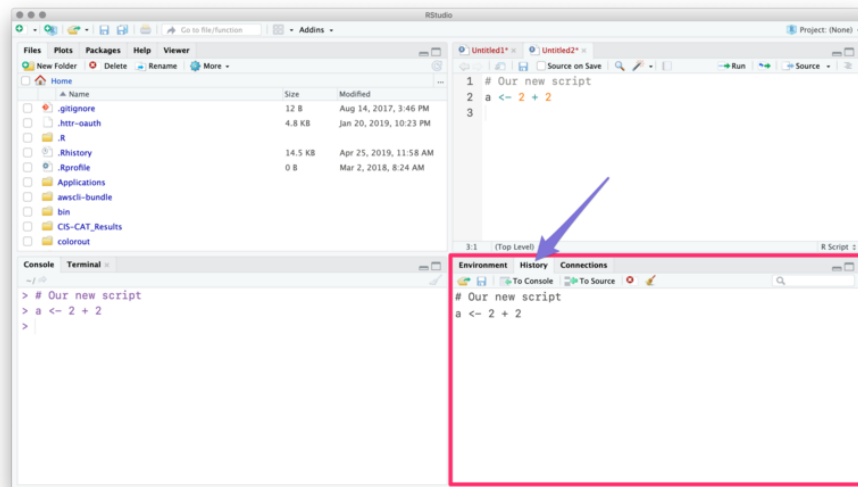 RStudio
Go to file/function
Addins
Project: (None)
Files Plots Packages Help Viewer
New Folder Delete Rename More
Home
Name Size Modified
.gitignore 12 B Aug 14, 2017, 3:46 PM
.httr-oauth 4.8 KB Jan 20, 2019, 10:23 PM
.R
.Rhistory 14.5 KB Apr 25, 2019, 11:58 AM
.Rprofile 0 B Mar 2, 2018, 8:24 AM
Applications
awscli-bundle
bin
CIS-CAT_Results
colorout
Untitled1* Untitled2*
Source on Save Run Source
1 # Our new script
2 a <- 2 + 2
3
3:1 (Top Level) R Script
Console Terminal
~/
> # Our new script
> a <- 2 + 2
>
Environment History Connections
To Console To Source
# Our new script
a <- 2 + 2